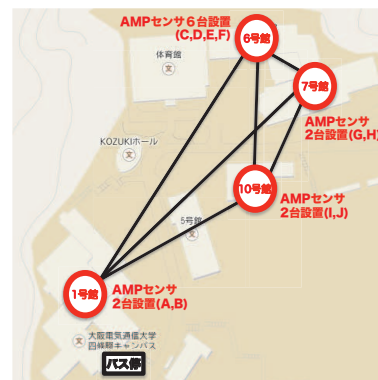 AMPセンサ６台設置
(C,D,E,F)
6号館
体育館
7号館
AMPセンサ
2台設置(G,H)
KOZUKIホール
10号館
AMPセンサ
2台設置(I,J)
5号館
1号館
AMPセンサ
2台設置(A,B)
大阪電気通信大学
四條畷キャンパス
バス停